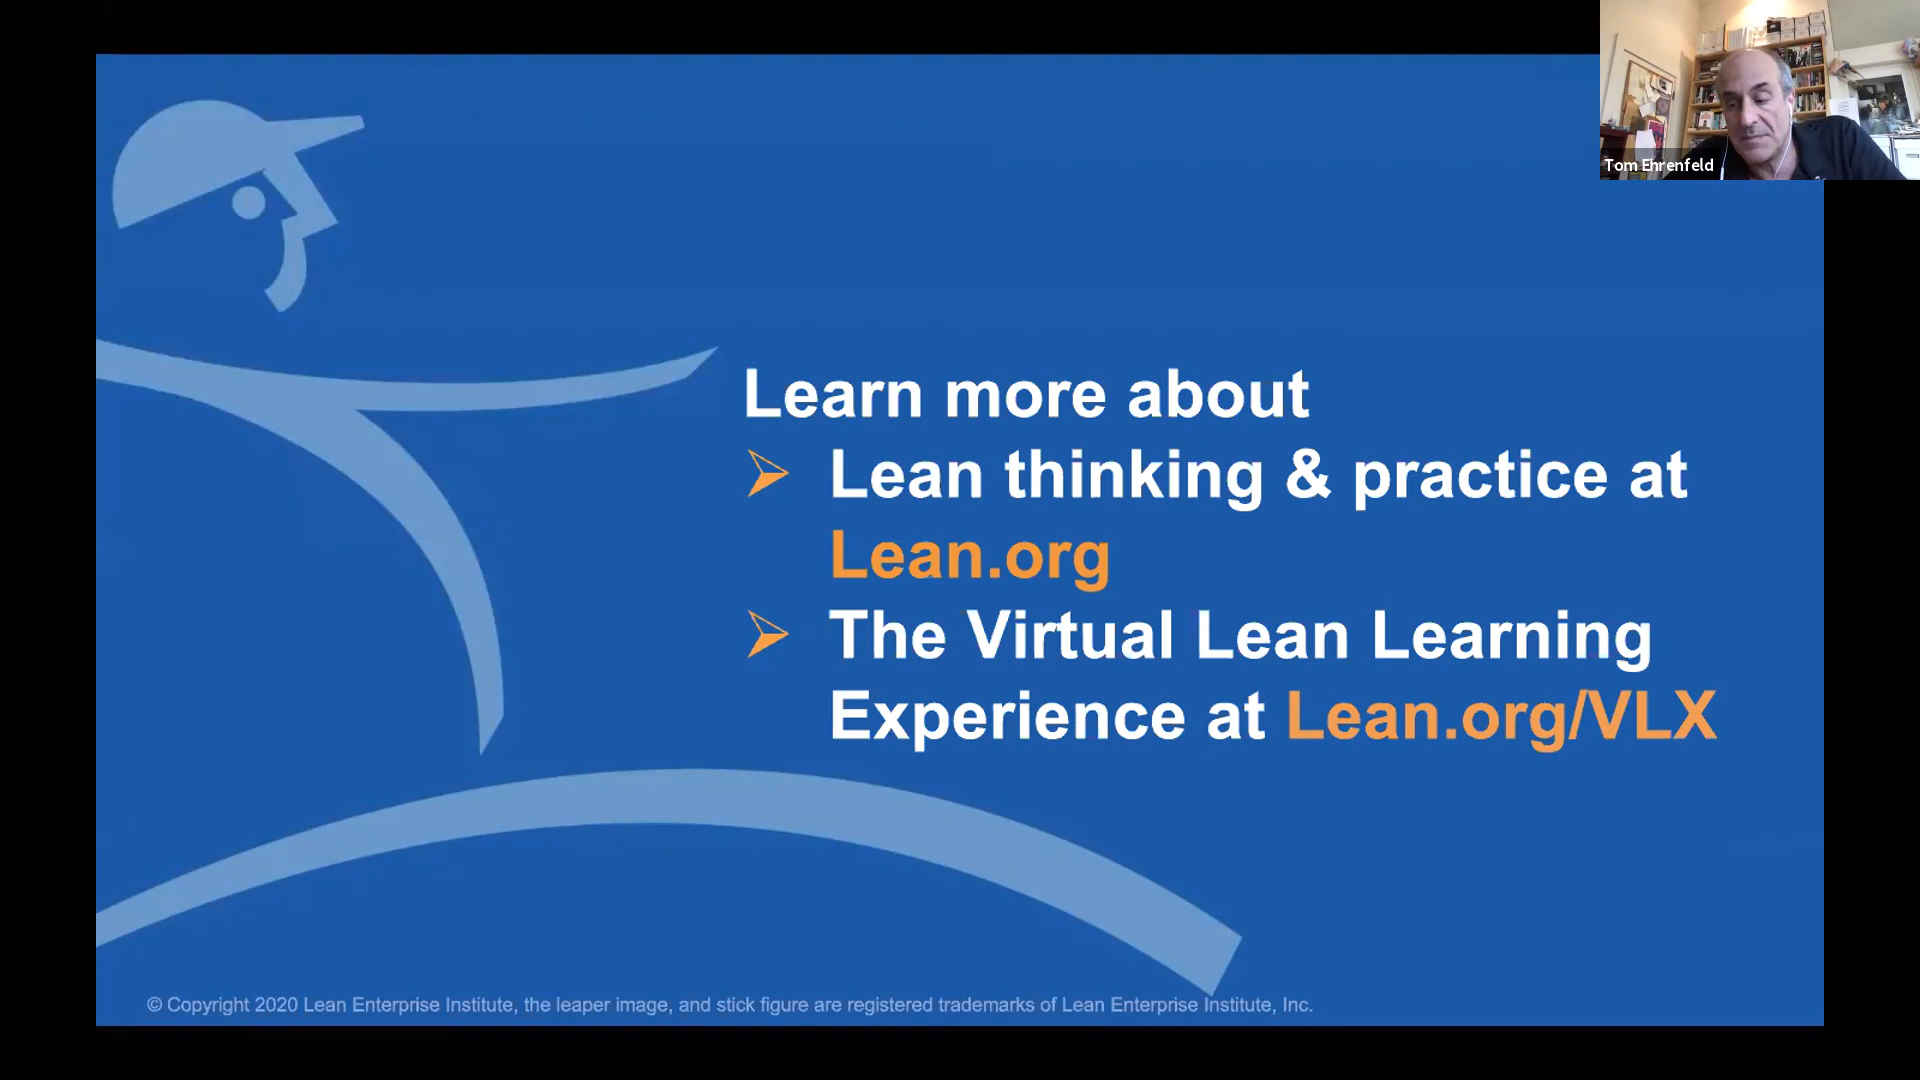 Tom Ehrenfeld
Learn more about
➢ Lean thinking & practice at
Lean.org
➢ The Virtual Lean Learning
Experience at Lean.org/VLX
© Copyright 2020 Lean Enterprise Institute, the leaper image, and stick figure are registered trademarks of Lean Enterprise Institute, Inc.